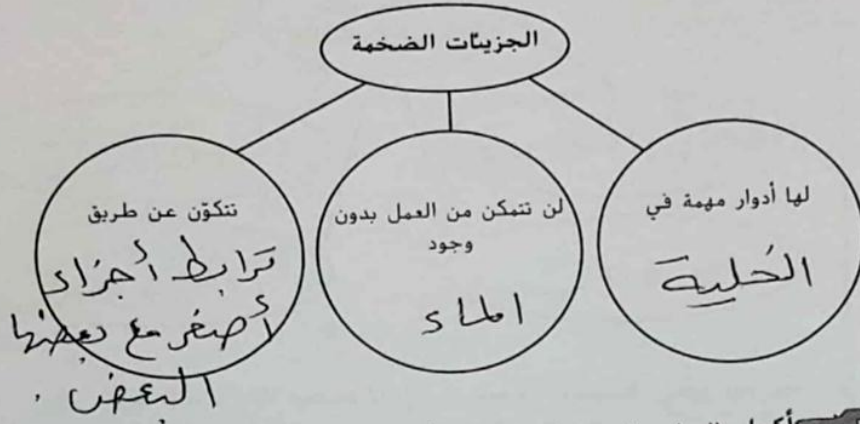 الجزيئات الضخمة
لها أدوار مهمة في
الخلية
لن تتمكن من العمل بدون
وجود
الماء
تتكوّن عن طريق
ترابط أجزاء
أصغر مع بعضها
البعض .